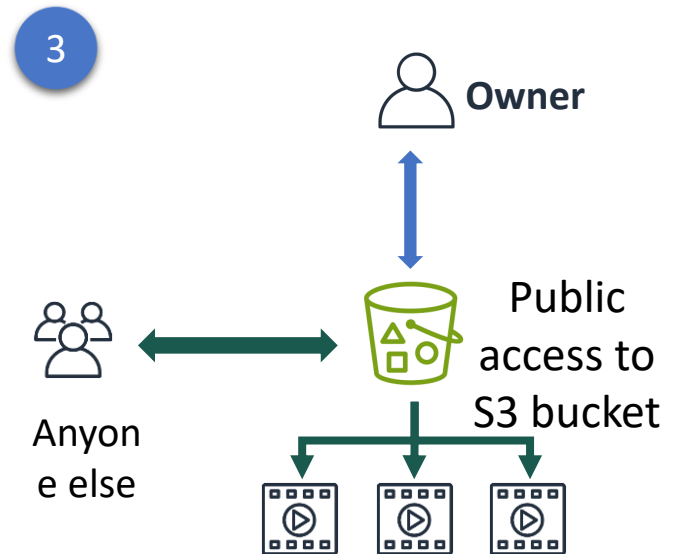 3
Owner
Public
access to
S3 bucket
Anyon
e else